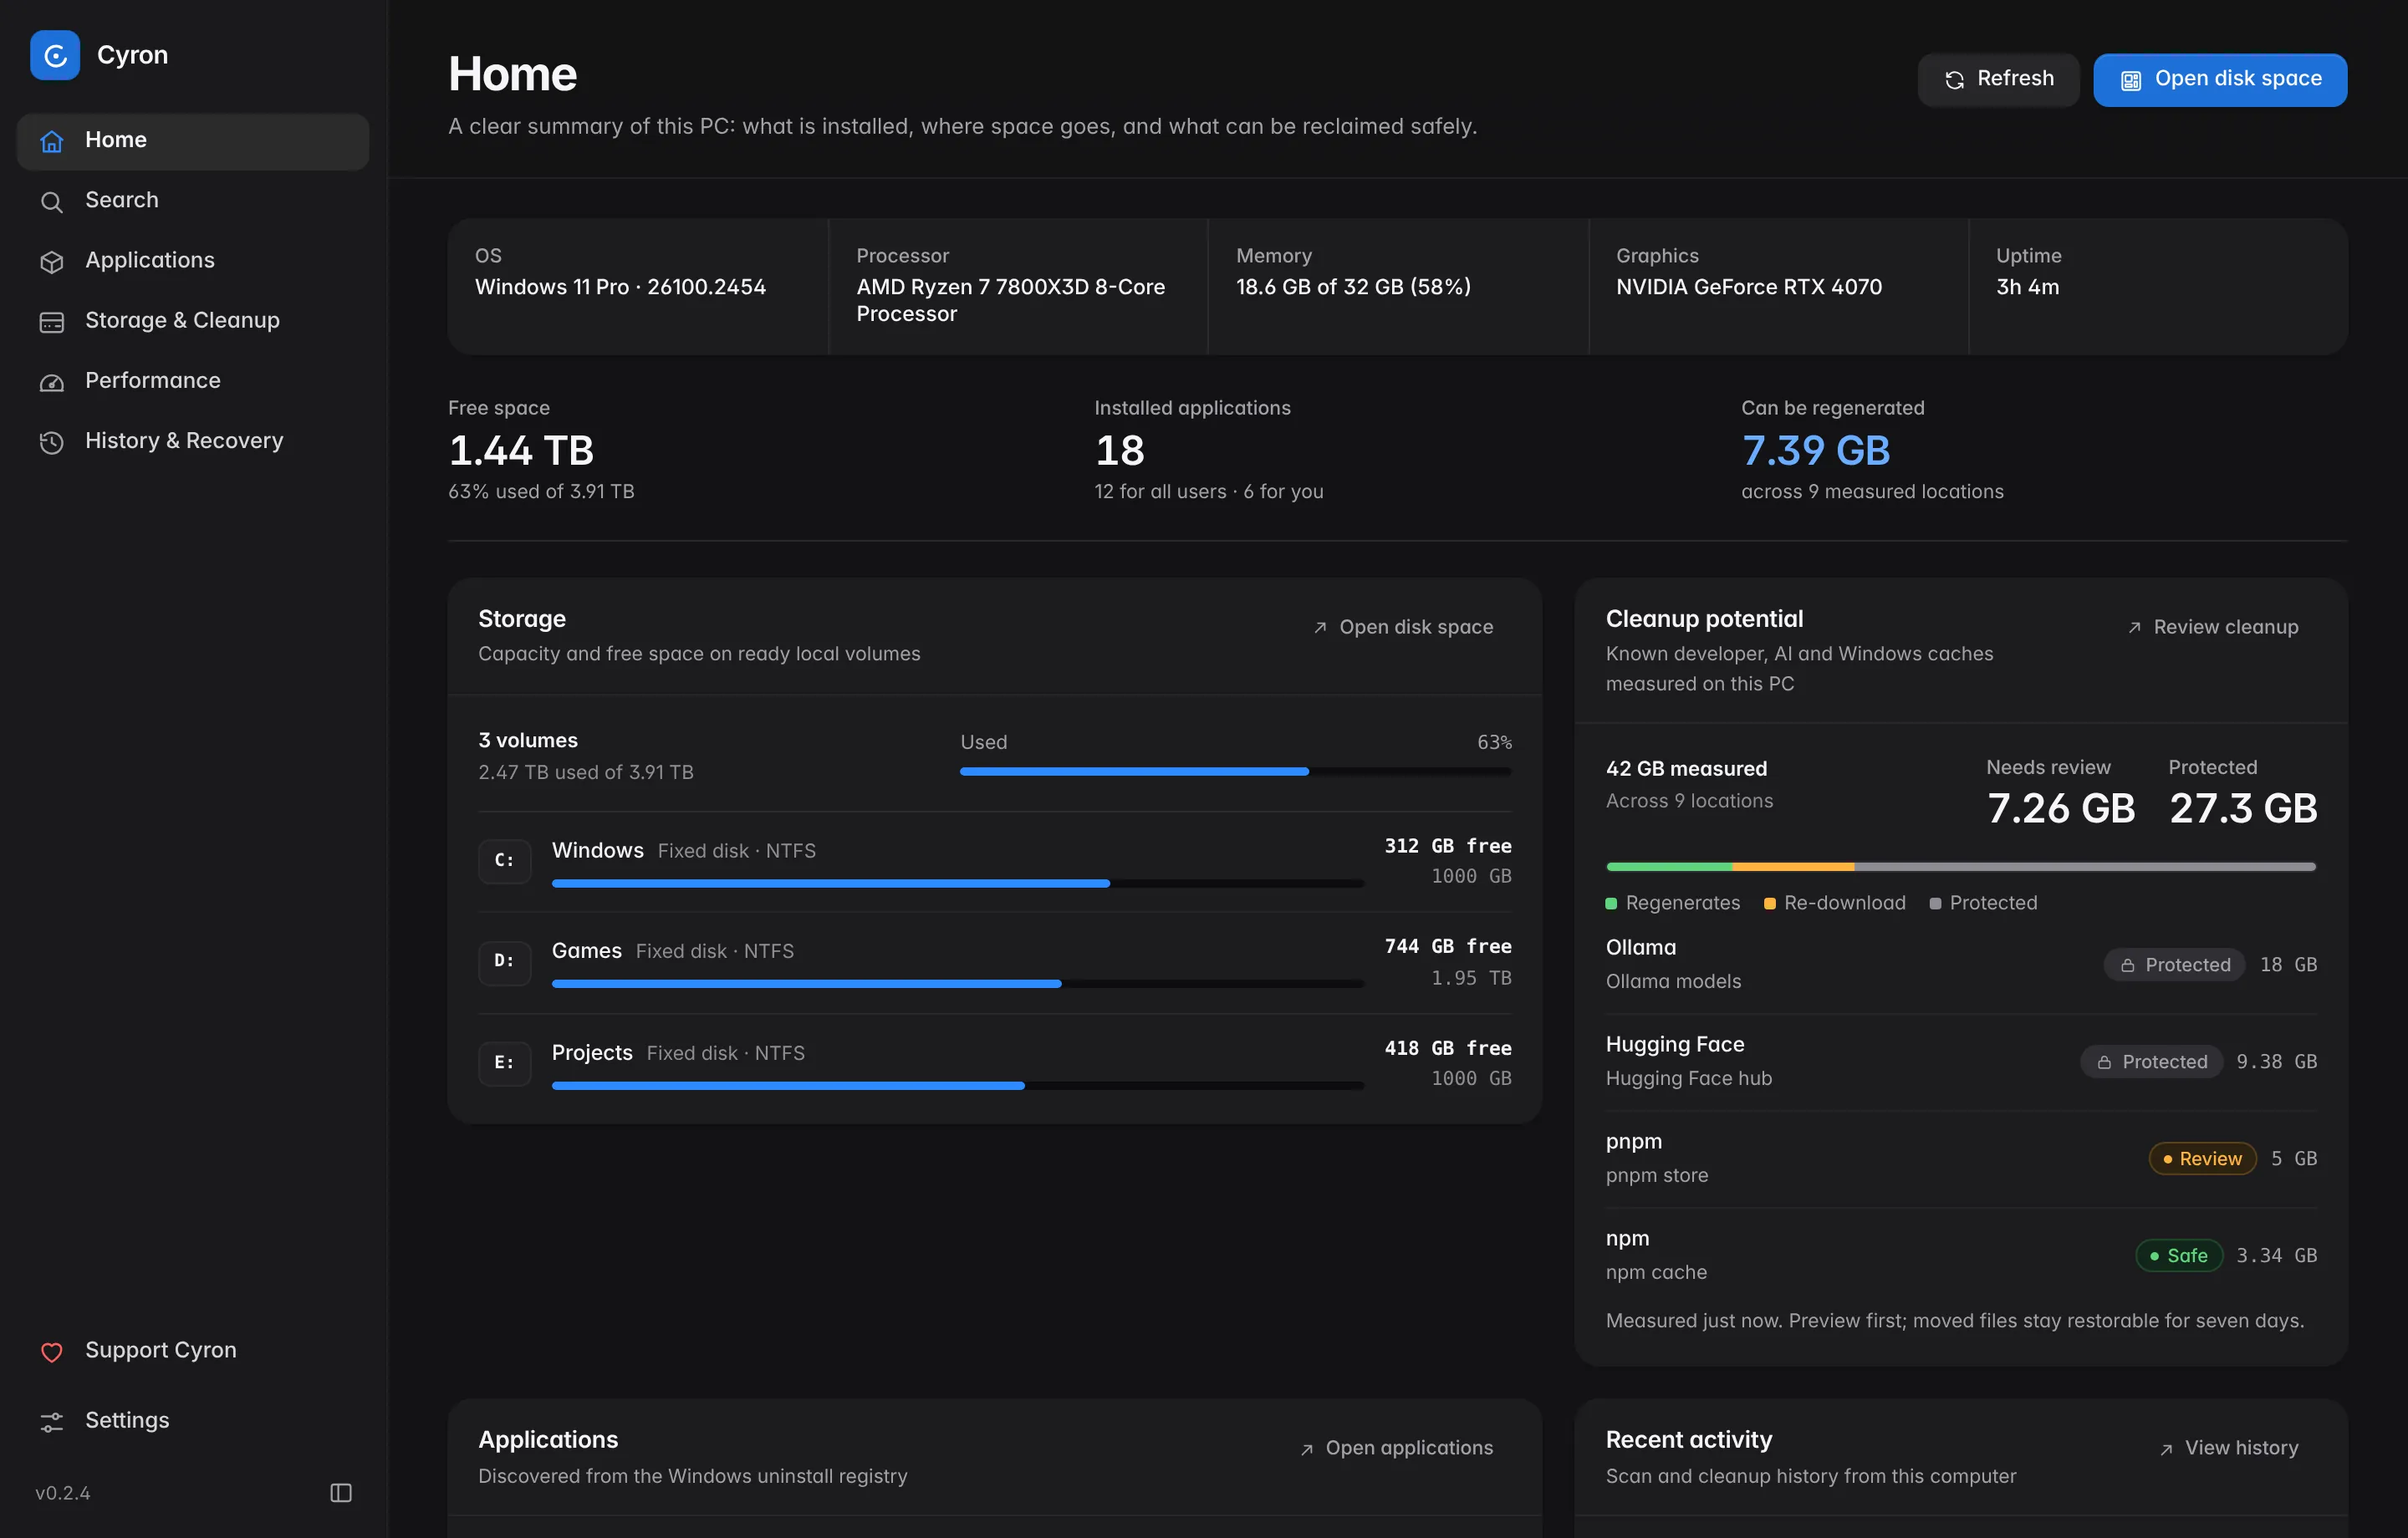 Cyron
Home
Search
Applications
Storage & Cleanup
Performance
History & Recovery
Support Cyron
Settings
v0.2.4
Home
A clear summary of this PC: what is installed, where space goes, and what can be reclaimed safely.
Refresh
Open disk space
OS
Windows 11 Pro · 26100.2454
Processor
AMD Ryzen 7 7800X3D 8-Core
Processor
Memory
18.6 GB of 32 GB (58%)
Graphics
NVIDIA GeForce RTX 4070
Uptime
3h 4m
Free space
1.44 TB
63% used of 3.91 TB
Installed applications
18
12 for all users · 6 for you
Can be regenerated
7.39 GB
across 9 measured locations
Storage
Capacity and free space on ready local volumes
Open disk space
3 volumes
2.47 TB used of 3.91 TB
Used
63%
C:
Windows Fixed disk · NTFS
312 GB free
1000 GB
D:
Games Fixed disk · NTFS
744 GB free
1.95 TB
E:
Projects Fixed disk · NTFS
418 GB free
1000 GB
Cleanup potential
Known developer, AI and Windows caches
measured on this PC
Review cleanup
42 GB measured
Across 9 locations
Needs review
7.26 GB
Protected
27.3 GB
Regenerates
Re-download
Protected
Ollama
Ollama models
Protected
18 GB
Hugging Face
Hugging Face hub
Protected
9.38 GB
pnpm
pnpm store
Review
5 GB
npm
npm cache
Safe
3.34 GB
Measured just now. Preview first; moved files stay restorable for seven days.
Applications
Discovered from the Windows uninstall registry
Open applications
Recent activity
Scan and cleanup history from this computer
View history